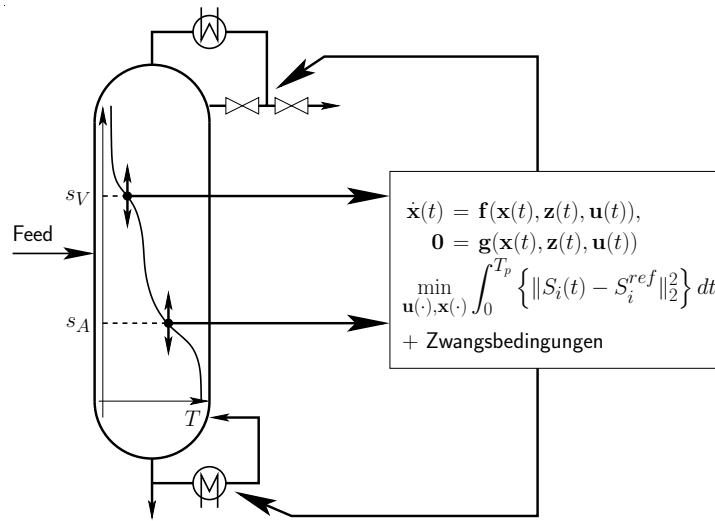 s_V
Feed
s_A
T
ẋ(t) = f(x(t), z(t), u(t)),
0 = g(x(t), z(t), u(t))
min_{u(·),x(·)} ∫_0^{T_p} {‖S_i(t) − S_i^{ref}‖_2^2} dt
+ Zwangsbedingungen